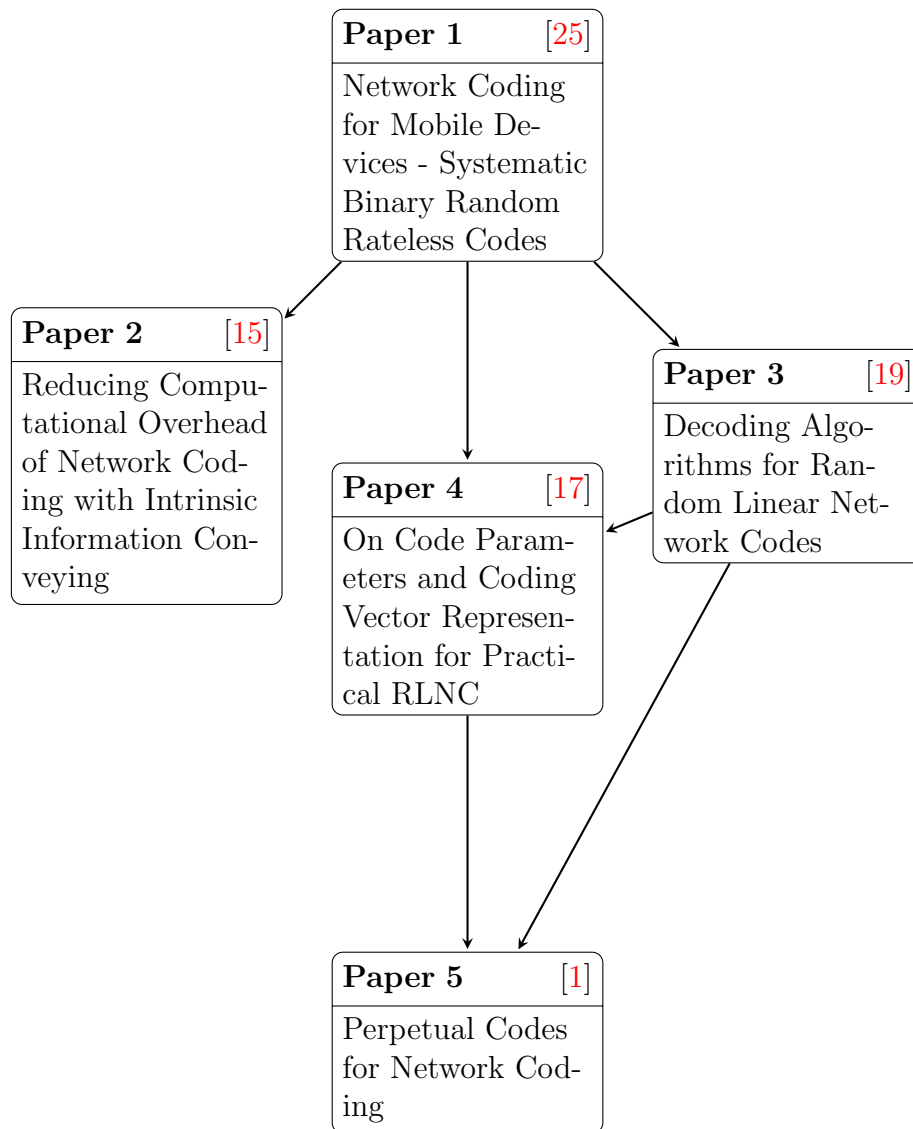 Paper 1 [25]
Network Coding
for Mobile De-
vices - Systematic
Binary Random
Rateless Codes
Paper 2 [15]
Reducing Compu-
tational Overhead
of Network Cod-
ing with Intrinsic
Information Con-
veying
Paper 3 [19]
Decoding Algo-
rithms for Ran-
dom Linear Net-
work Codes
Paper 4 [17]
On Code Param-
eters and Coding
Vector Represen-
tation for Practi-
cal RLNC
Paper 5 [1]
Perpetual Codes
for Network Cod-
ing